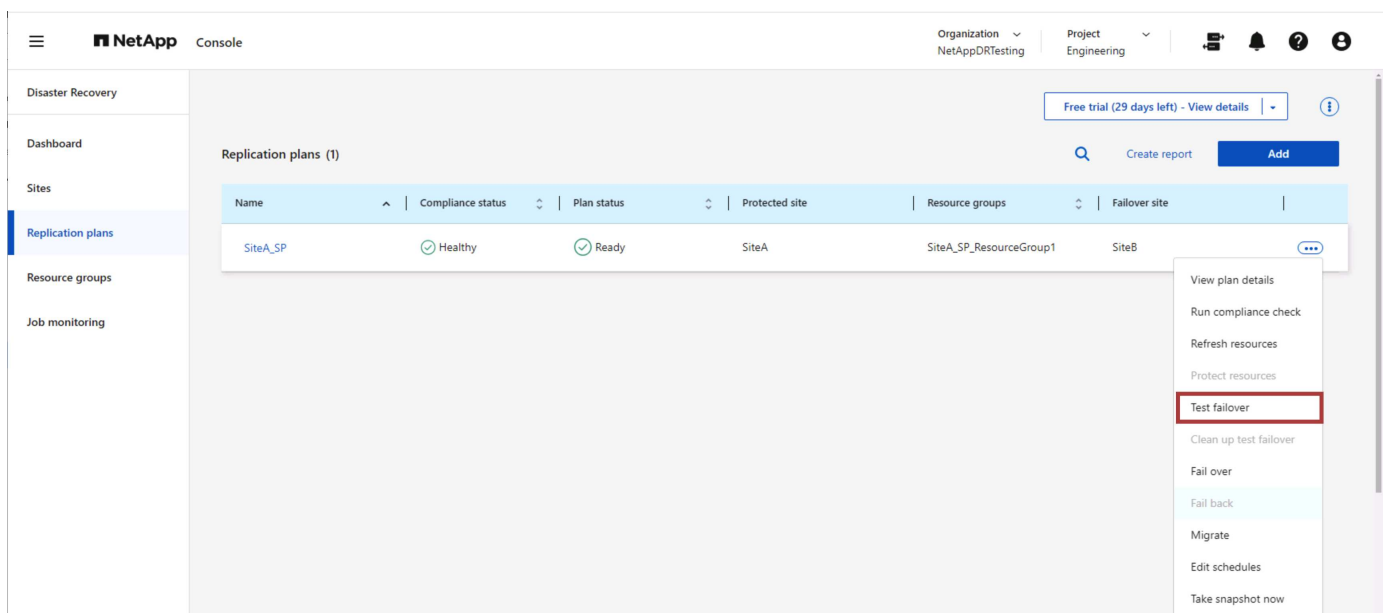 NetApp Console
Organization
NetAppDRTesting
Project
Engineering
Disaster Recovery
Dashboard
Sites
Replication plans
Resource groups
Job monitoring
Free trial (29 days left) - View details
Replication plans (1)
Create report
Add
Name Compliance status Plan status Protected site Resource groups Failover site
SiteA_SP Healthy Ready SiteA SiteA_SP_ResourceGroup1 SiteB
View plan details
Run compliance check
Refresh resources
Protect resources
Test failover
Clean up test failover
Fail over
Fail back
Migrate
Edit schedules
Take snapshot now